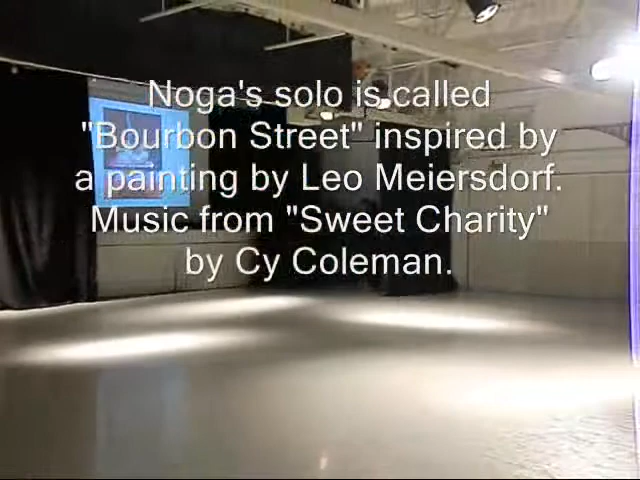 Noga's solo is called
"Bourbon Street" inspired by
a painting by Leo Meiersdorf.
Music from "Sweet Charity"
by Cy Coleman.